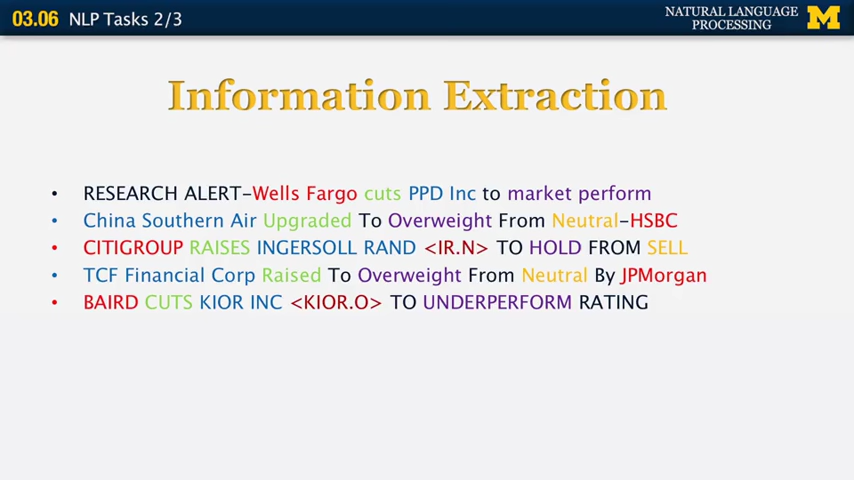 03.06 NLP Tasks 2/3
NATURAL LANGUAGE
PROCESSING
M
Information Extraction
• RESEARCH ALERT-Wells Fargo cuts PPD Inc to market perform
• China Southern Air Upgraded To Overweight From Neutral-HSBC
• CITIGROUP RAISES INGERSOLL RAND <IR.N> TO HOLD FROM SELL
• TCF Financial Corp Raised To Overweight From Neutral By JPMorgan
• BAIRD CUTS KIOR INC <KIOR.O> TO UNDERPERFORM RATING